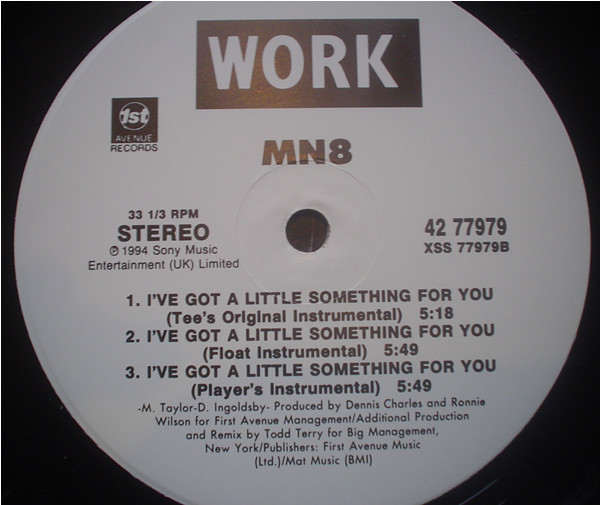 WORK
1st
AVENUE
RECORDS
MN8
33 1/3 RPM
STEREO
℗ 1994 Sony Music
Entertainment (UK) Limited
42 77979
XSS 77979B
1. I'VE GOT A LITTLE SOMETHING FOR YOU
(Tee's Original Instrumental) 5:18
2. I'VE GOT A LITTLE SOMETHING FOR YOU
(Float Instrumental) 5:49
3. I'VE GOT A LITTLE SOMETHING FOR YOU
(Player's Instrumental) 5:49
-M. Taylor-D. Ingoldsby- Produced by Dennis Charles and Ronnie
Wilson for First Avenue Management/Additional Production
and Remix by Todd Terry for Big Management,
New York/Publishers: First Avenue Music
(Ltd.)/Mat Music (BMI)